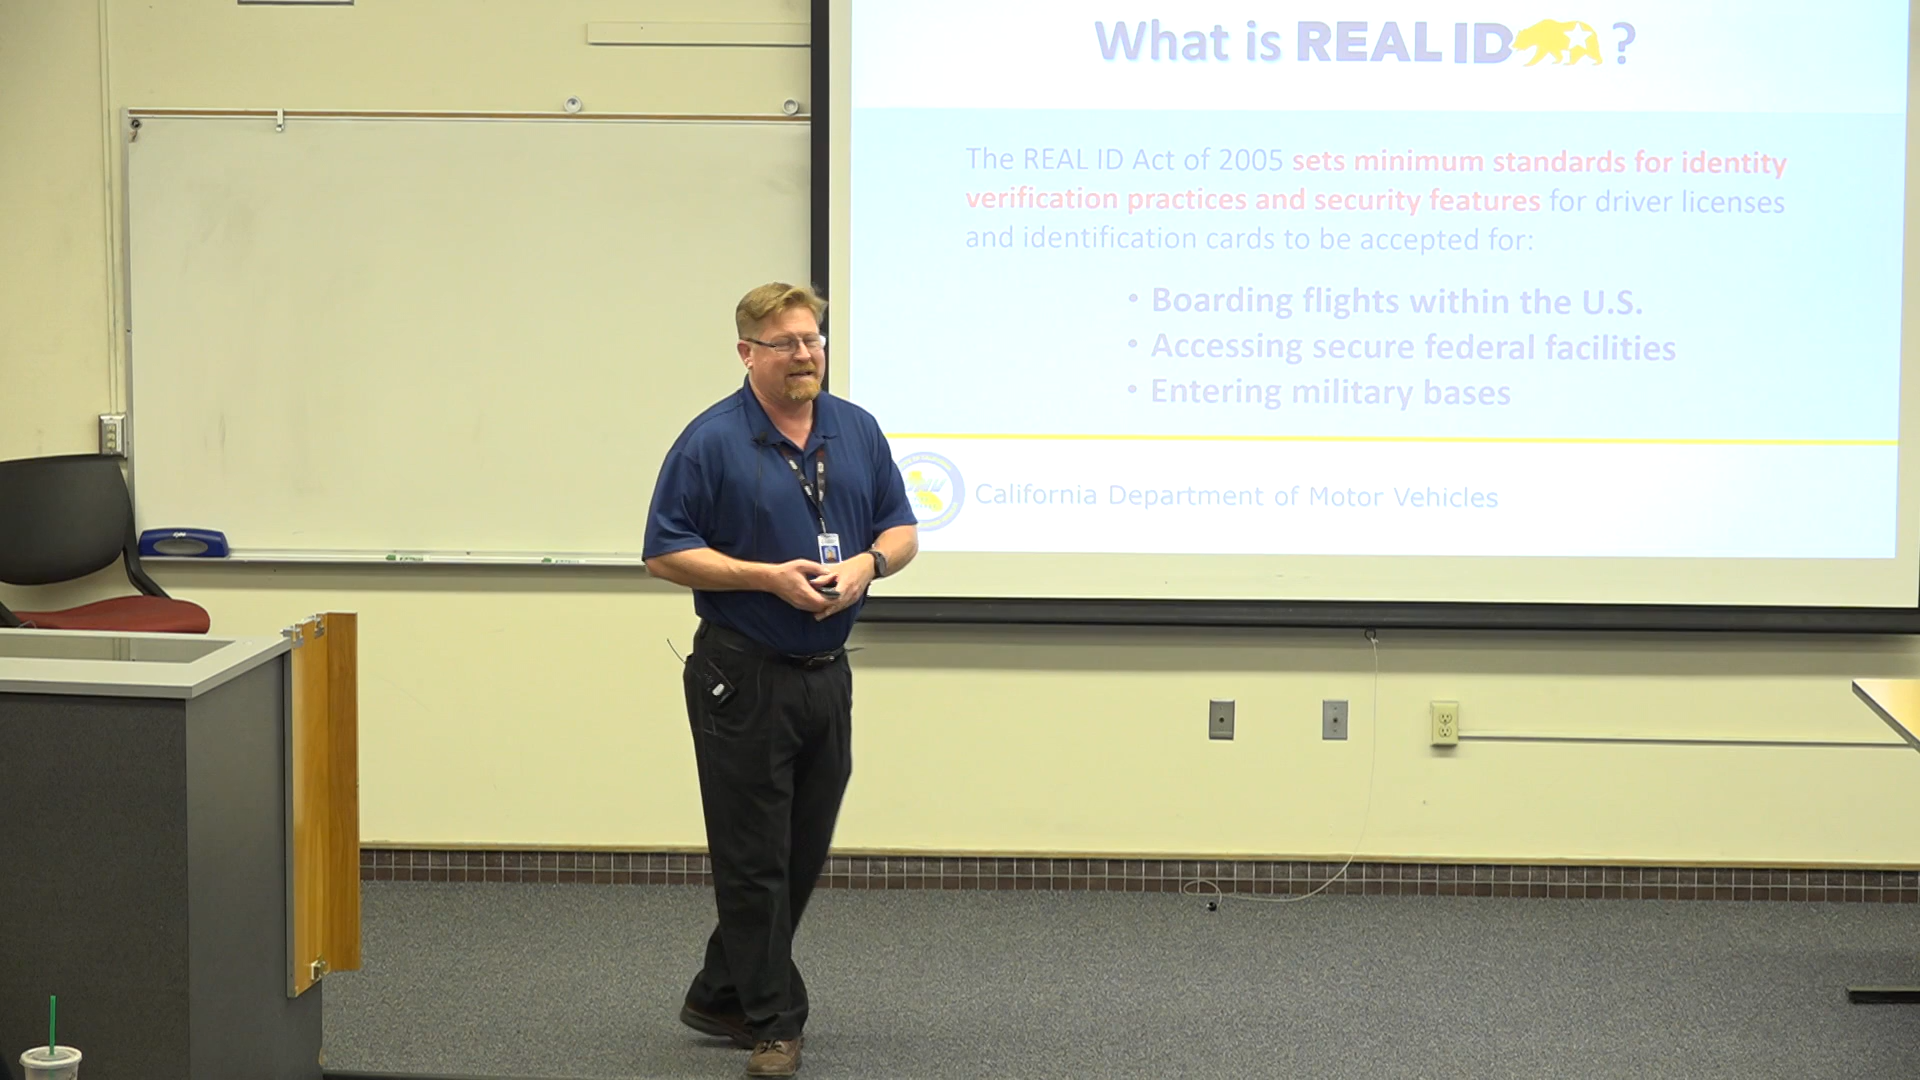 What is REAL ID ?
The REAL ID Act of 2005 sets minimum standards for identity
verification practices and security features for driver licenses
and identification cards to be accepted for:
• Boarding flights within the U.S.
• Accessing secure federal facilities
• Entering military bases
California Department of Motor Vehicles